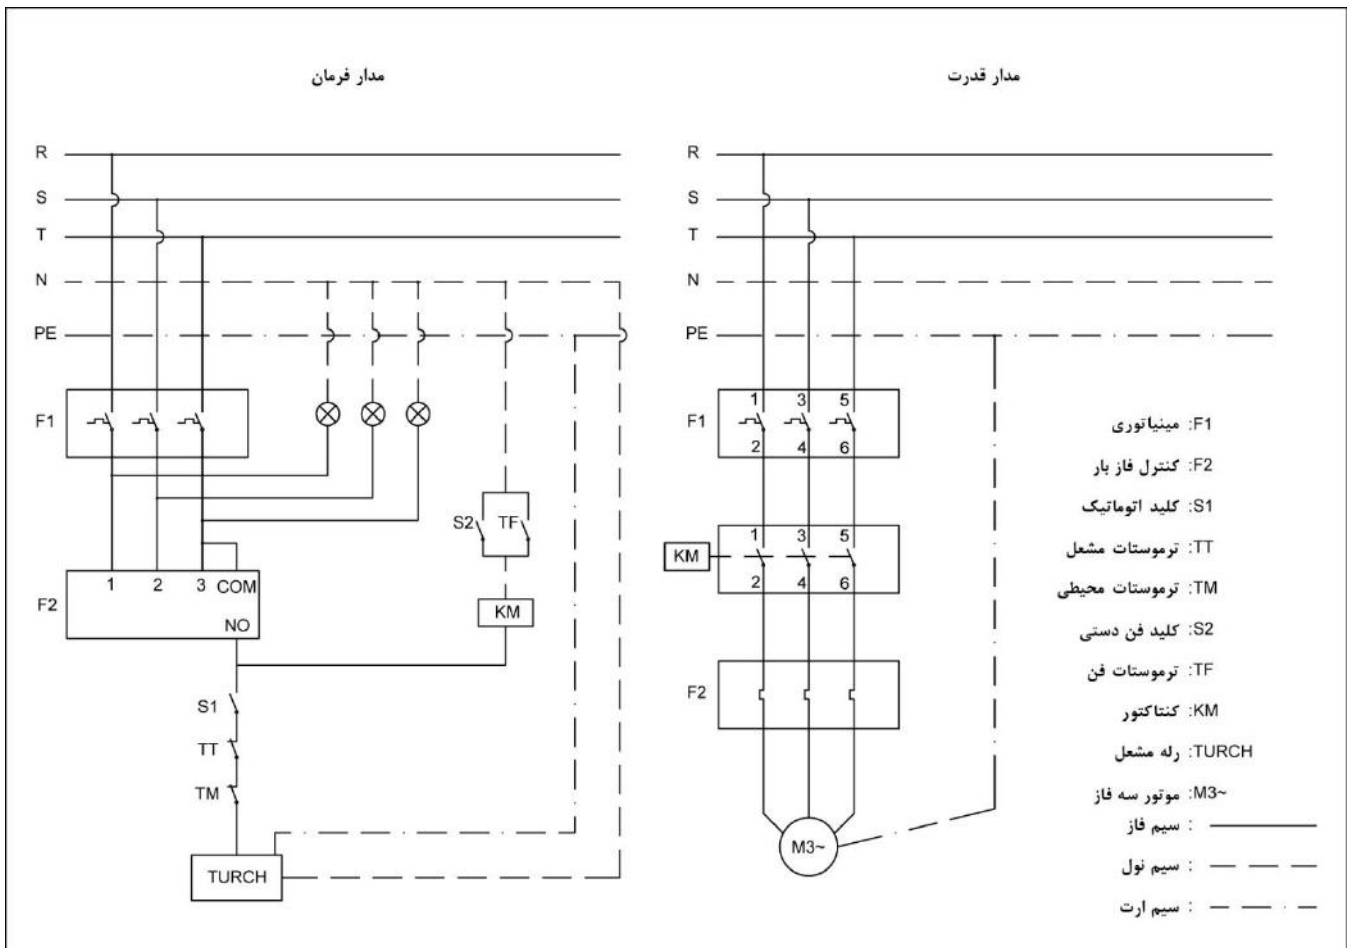 مدار فرمان
R
S
T
N
PE
F1
S2 TF
1 2 3 COM
F2
NO
KM
S1
TT
TM
TURCH
مدار قدرت
R
S
T
N
PE
1 3 5
F1
2 4 6
1 3 5
KM
2 4 6
F2
M3~
F1: مینیاتوری
F2: کنترل فاز بار
S1: کلید اتوماتیک
TT: ترموستات مشعل
TM: ترموستات محیطی
S2: کلید فن دستی
TF: ترموستات فن
KM: کنتاکتور
TURCH: رله مشعل
M3~: موتور سه فاز
: سیم فاز
: سیم نول
: سیم ارت